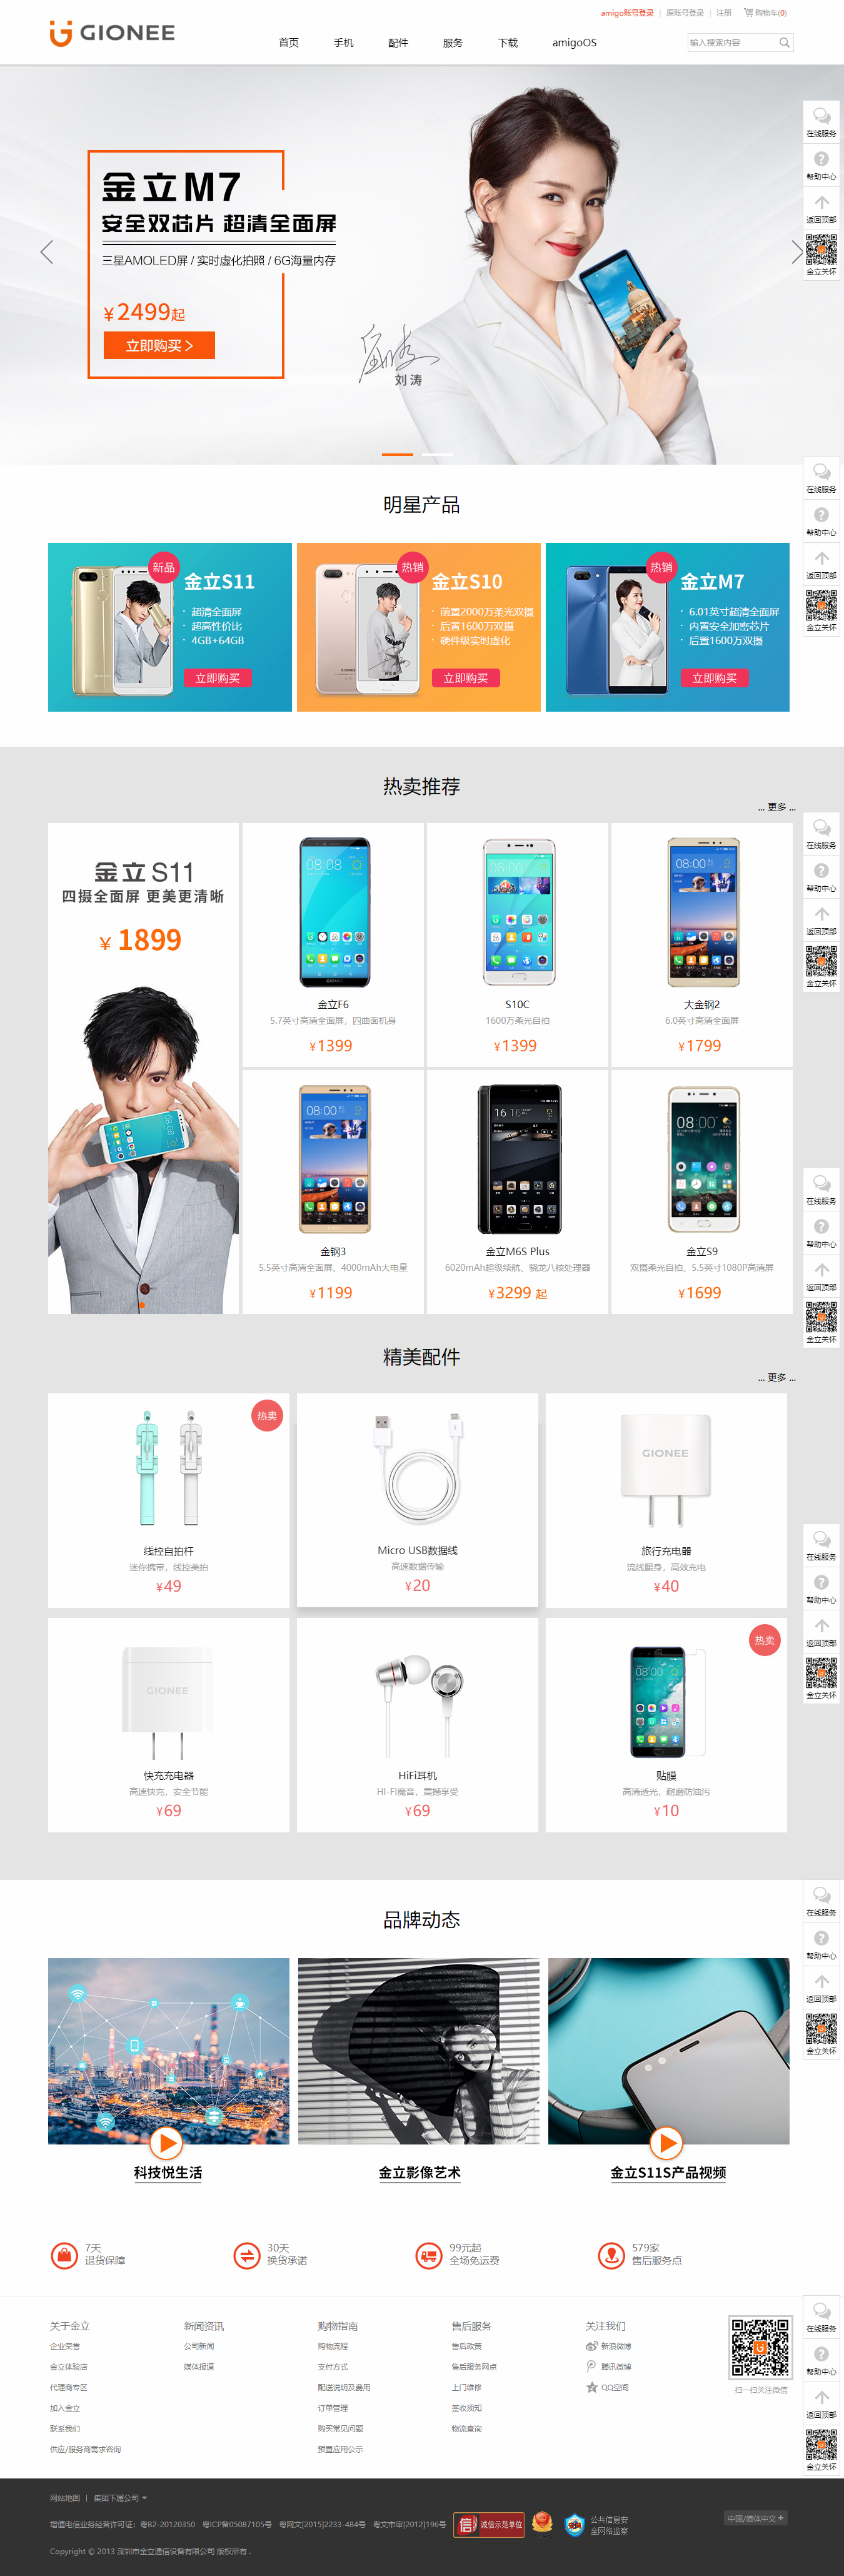 amigo账号登录 | 原账号登录 | 注册 购物车(0)
GIONEE
首页 手机 配件 服务 下载 amigoOS
输入搜索内容
金立M7
安全双芯片 超清全面屏
三星AMOLED屏 / 实时虚化拍照 / 6G海量内存
¥2499起
立即购买 >
刘涛
在线服务
帮助中心
返回顶部
金立关怀
明星产品
在线服务
帮助中心
返回顶部
金立关怀
新品
金立S11
· 超清全面屏
· 超高性价比
· 4GB+64GB
立即购买
热销
金立S10
· 前置2000万柔光双摄
· 后置1600万双摄
· 硬件级实时虚化
立即购买
热销
金立M7
· 6.01英寸超清全面屏
· 内置安全加密芯片
· 后置1600万双摄
立即购买
热卖推荐
... 更多 ...
金立 S11
四摄全面屏 更美更清晰
¥ 1899
金立F6
5.7英寸高清全面屏，四曲面机身
¥1399
S10C
1600万柔光自拍
¥1399
大金钢2
6.0英寸高清全面屏
¥1799
在线服务
帮助中心
返回顶部
金立关怀
金钢3
5.5英寸高清全面屏、4000mAh大电量
¥1199
金立M6S Plus
6020mAh超级续航、骁龙八核处理器
¥3299 起
金立S9
双摄柔光自拍、5.5英寸1080P高清屏
¥1699
在线服务
帮助中心
返回顶部
金立关怀
精美配件
... 更多 ...
热卖
线控自拍杆
迷你携带，线控美拍
¥49
Micro USB数据线
高速数据传输
¥20
GIONEE
旅行充电器
流线腰身，高效充电
¥40
在线服务
帮助中心
返回顶部
金立关怀
GIONEE
快充充电器
高速快充，安全节能
¥69
HiFi耳机
HI-FI魔音，震撼享受
¥69
热卖
贴膜
高清透光，耐磨防油污
¥10
品牌动态
在线服务
帮助中心
返回顶部
金立关怀
科技悦生活
金立影像艺术
金立S11S产品视频
7天
退货保障
30天
换货承诺
99元起
全场免运费
579家
售后服务点
关于金立
企业荣誉
金立体验店
代理商专区
加入金立
联系我们
供应/服务商需求咨询
新闻资讯
公司新闻
媒体报道
购物指南
购物流程
支付方式
配送说明及费用
订单管理
购买常见问题
预置应用公示
售后服务
售后政策
售后服务网点
上门维修
签收须知
物流查询
关注我们
新浪微博
腾讯微博
QQ空间
扫一扫关注微信
在线服务
帮助中心
返回顶部
金立关怀
网站地图 | 集团下属公司
增值电信业务经营许可证：粤B2-20120350 粤ICP备05087105号 粤网文[2015]2233-484号 粤文市审[2012]196号
信 诚信示范单位
公共信息安
全网络监察
中国/简体中文 +
Copyright © 2013 深圳市金立通信设备有限公司 版权所有 .